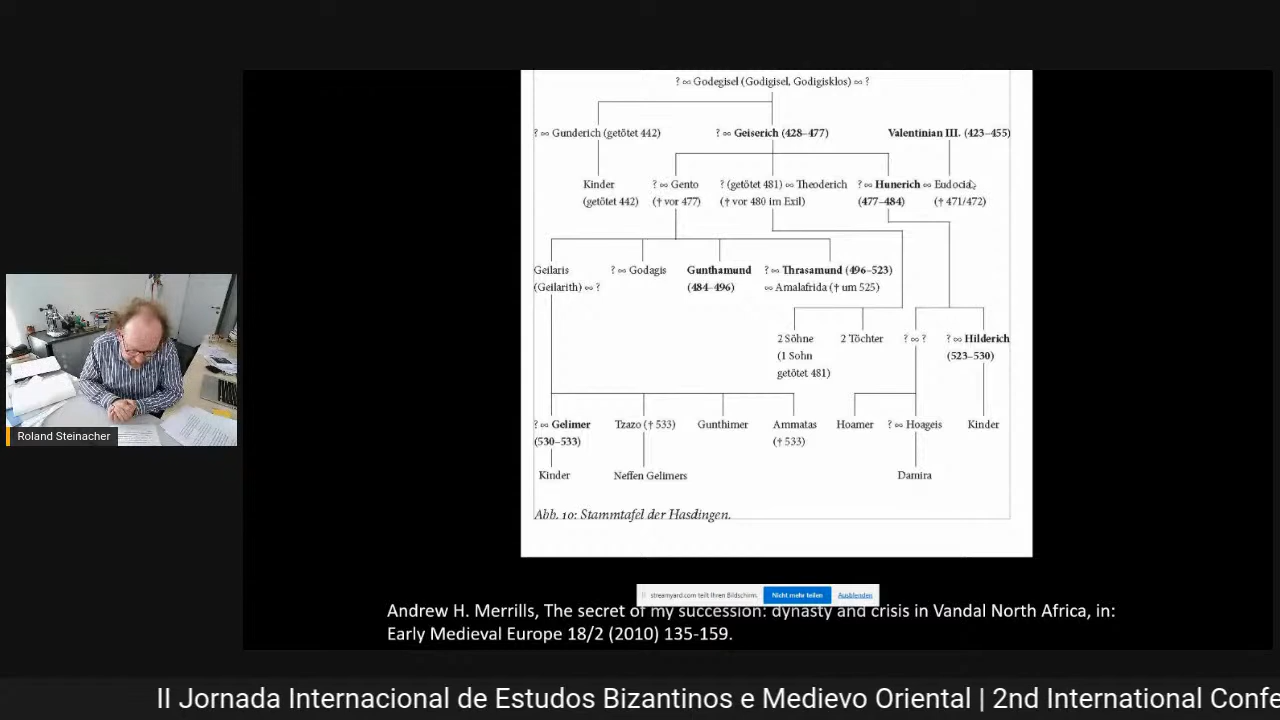 ? ∞ Godegisel (Godigisel, Godigisklos) ∞ ?
? ∞ Gunderich (getötet 442) ? ∞ Geiserich (428–477) Valentinian III. (423–455)
Kinder ? ∞ Gento ? (getötet 481) ∞ Theoderich ? ∞ Hunerich ∞ Eudocia
(getötet 442) († vor 477) († vor 480 im Exil) (477–484) († 471/472)
Geilaris ? ∞ Godagis Gunthamund ? ∞ Thrasamund (496–523)
(Geilarith) ∞ ? (484–496) ∞ Amalafrida († um 525)
2 Söhne 2 Töchter ? ∞ ? ? ∞ Hilderich
(1 Sohn (523–530)
getötet 481)
? ∞ Gelimer Tzazo († 533) Gunthimer Ammatas Hoamer ? ∞ Hoageis Kinder
(530–533) († 533)
Kinder Neffen Gelimers Damira
Abb. 10: Stammtafel der Hasdingen.
Roland Steinacher
streamyard.com teilt Ihren Bildschirm. Nicht mehr teilen Ausblenden
Andrew H. Merrills, The secret of my succession: dynasty and crisis in Vandal North Africa, in:
Early Medieval Europe 18/2 (2010) 135-159.
II Jornada Internacional de Estudos Bizantinos e Medievo Oriental | 2nd International Confe